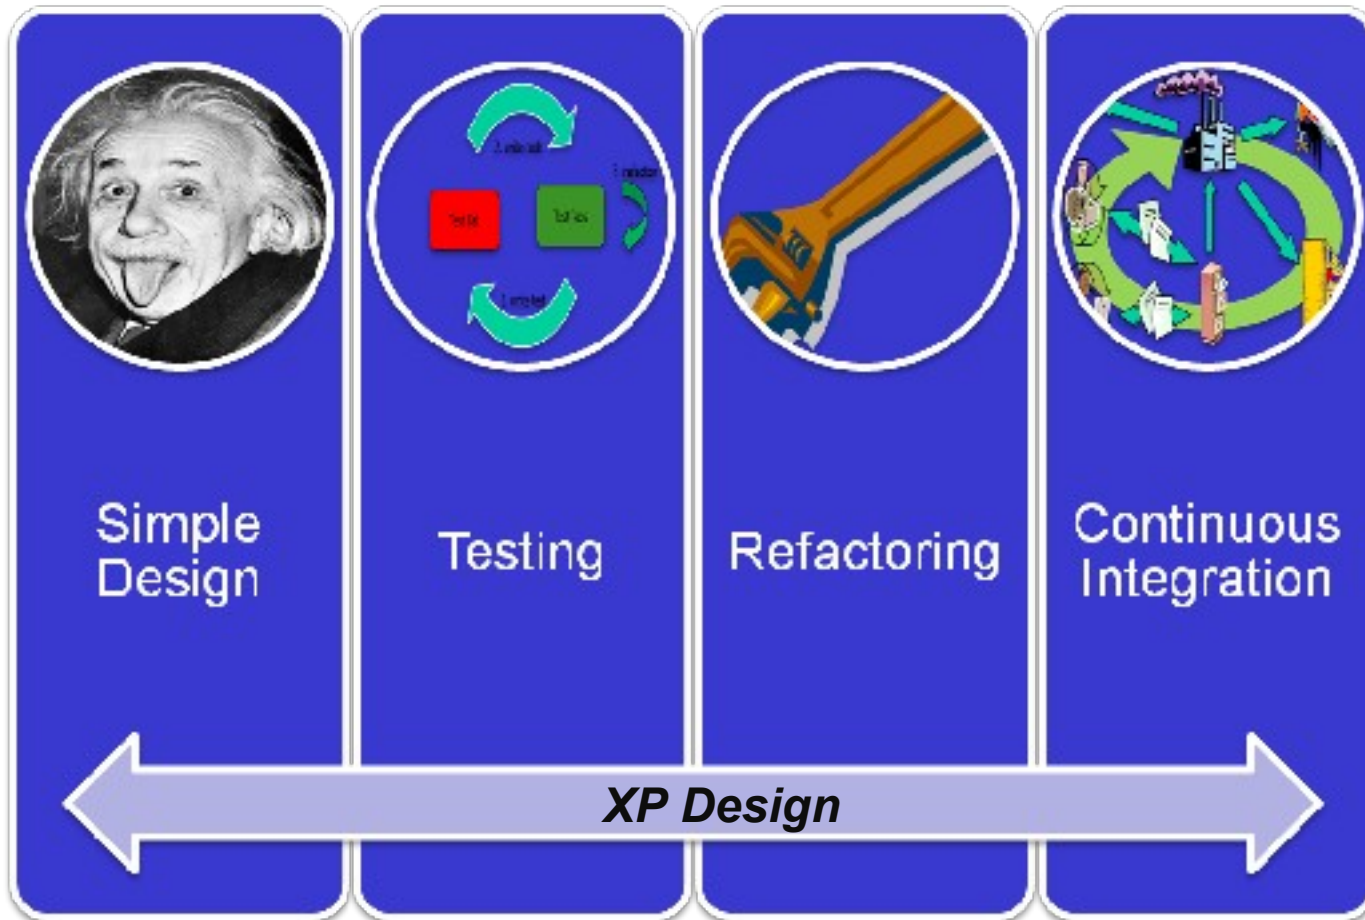 Simple
Design
Testing
Refactoring
Continuous
Integration
XP Design